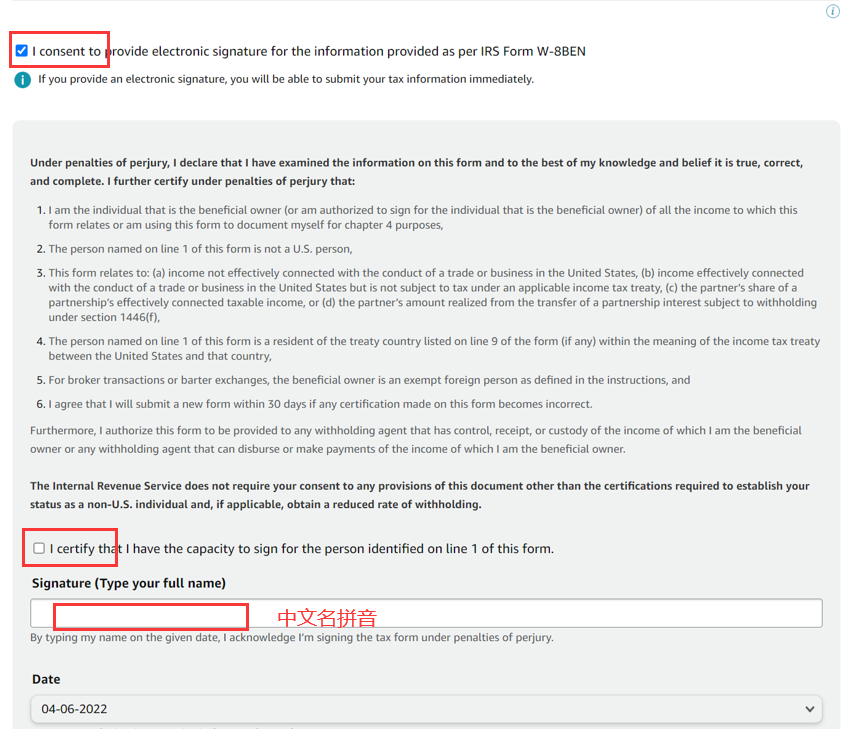 I consent to provide electronic signature for the information provided as per IRS Form W-8BEN
If you provide an electronic signature, you will be able to submit your tax information immediately.
Under penalties of perjury, I declare that I have examined the information on this form and to the best of my knowledge and belief it is true, correct,
and complete. I further certify under penalties of perjury that:
1. I am the individual that is the beneficial owner (or am authorized to sign for the individual that is the beneficial owner) of all the income to which this
form relates or am using this form to document myself for chapter 4 purposes,
2. The person named on line 1 of this form is not a U.S. person,
3. This form relates to: (a) income not effectively connected with the conduct of a trade or business in the United States, (b) income effectively connected
with the conduct of a trade or business in the United States but is not subject to tax under an applicable income tax treaty, (c) the partner's share of a
partnership's effectively connected taxable income, or (d) the partner's amount realized from the transfer of a partnership interest subject to withholding
under section 1446(f),
4. The person named on line 1 of this form is a resident of the treaty country listed on line 9 of the form (if any) within the meaning of the income tax treaty
between the United States and that country,
5. For broker transactions or barter exchanges, the beneficial owner is an exempt foreign person as defined in the instructions, and
6. I agree that I will submit a new form within 30 days if any certification made on this form becomes incorrect.
Furthermore, I authorize this form to be provided to any withholding agent that has control, receipt, or custody of the income of which I am the beneficial
owner or any withholding agent that can disburse or make payments of the income of which I am the beneficial owner.
The Internal Revenue Service does not require your consent to any provisions of this document other than the certifications required to establish your
status as a non-U.S. individual and, if applicable, obtain a reduced rate of withholding.
I certify that I have the capacity to sign for the person identified on line 1 of this form.
Signature (Type your full name)
中文名拼音
By typing my name on the given date, I acknowledge I'm signing the tax form under penalties of perjury.
Date
04-06-2022